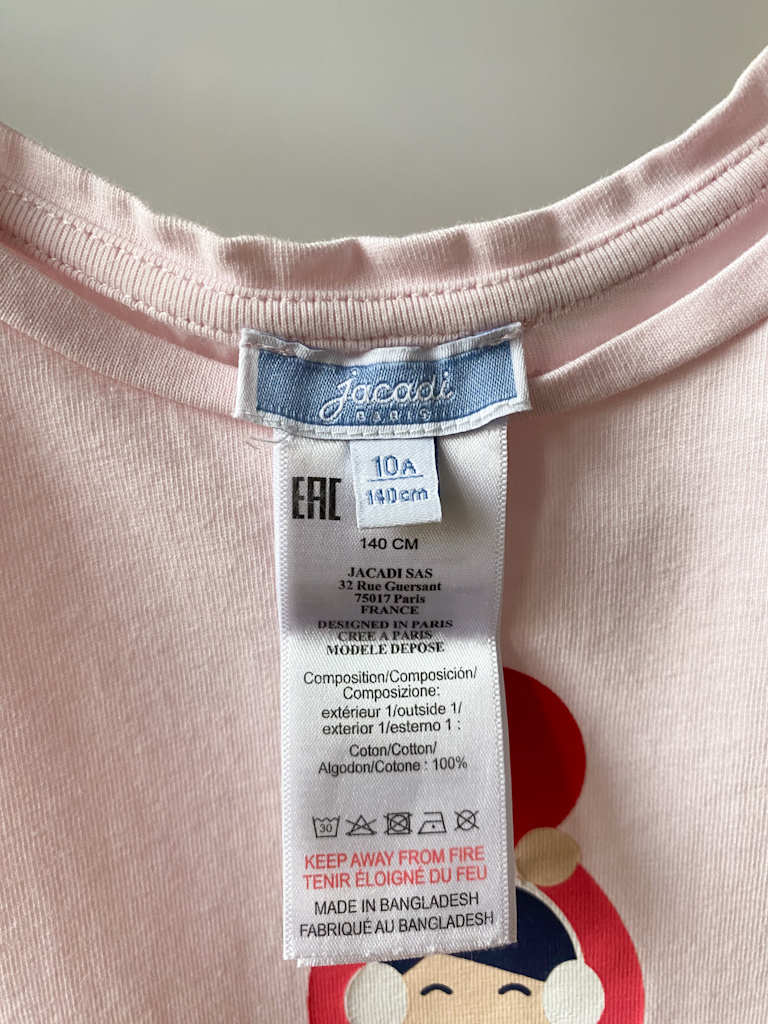 jacadi
PARIS
10A
140cm
EAC
140 CM
JACADI SAS
32 Rue Guersant
75017 Paris
FRANCE
DESIGNED IN PARIS
CREE A PARIS
MODELE DEPOSE
Composition/Composición/
Composizione:
extérieur 1/outside 1/
exterior 1/esterno 1 :
Coton/Cotton/
Algodon/Cotone : 100%
30
KEEP AWAY FROM FIRE
TENIR ÉLOIGNÉ DU FEU
MADE IN BANGLADESH
FABRIQUÉ AU BANGLADESH